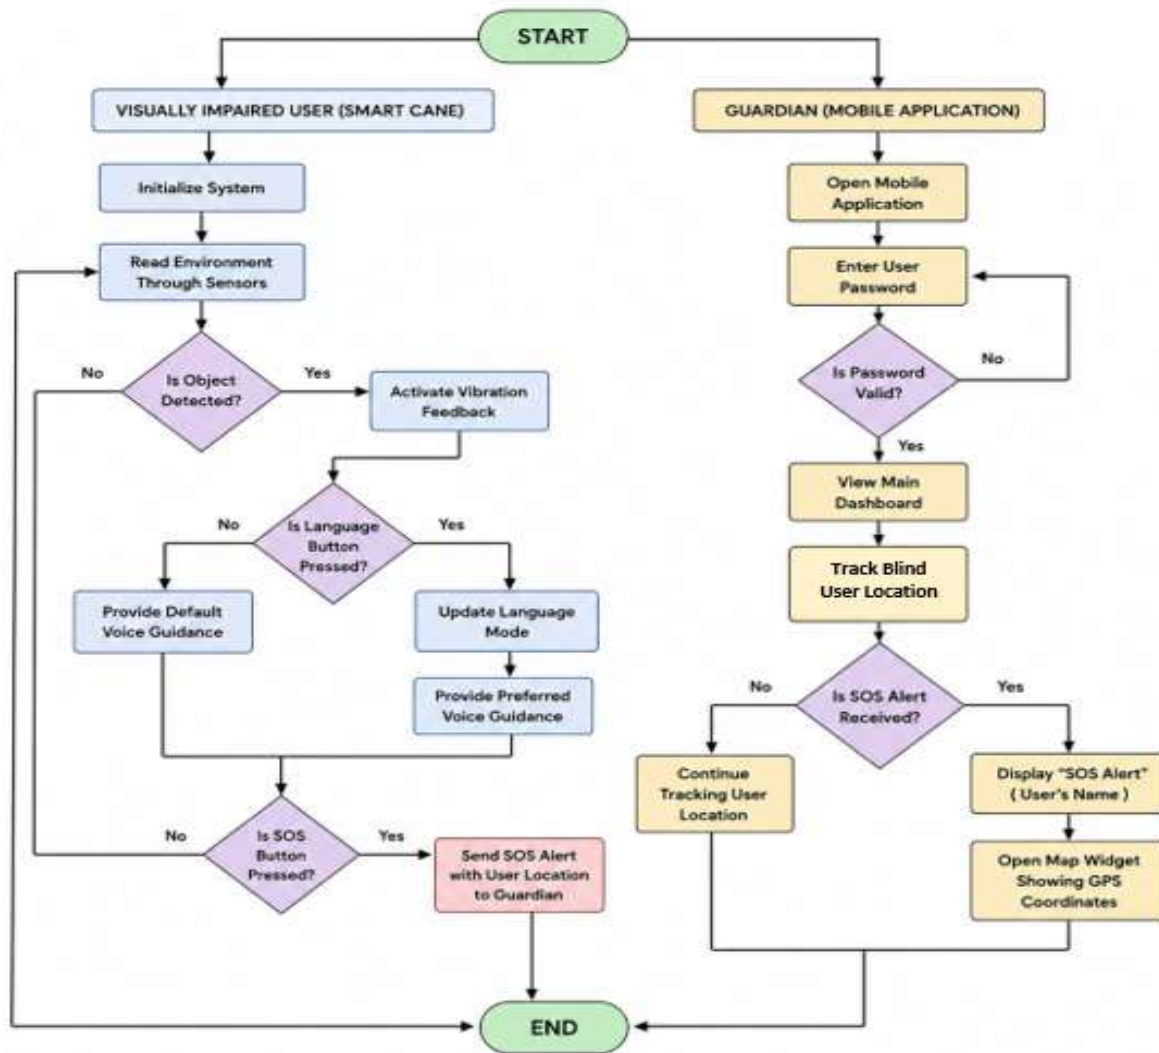 START
VISUALLY IMPAIRED USER (SMART CANE)
GUARDIAN (MOBILE APPLICATION)
Initialize System
Open Mobile
Application
Read Environment
Through Sensors
Enter User
Password
No
Is Object
Detected?
Yes
Activate Vibration
Feedback
Is Password
Valid?
No
Yes
View Main
Dashboard
No
Is Language
Button
Pressed?
Yes
Track Blind
User Location
Provide Default
Voice Guidance
Update Language
Mode
Provide Preferred
Voice Guidance
No
Is SOS Alert
Received?
Yes
Continue
Tracking User
Location
Display "SOS Alert"
( User's Name )
No
Is SOS
Button
Pressed?
Yes
Send SOS Alert
with User Location
to Guardian
Open Map Widget
Showing GPS
Coordinates
END